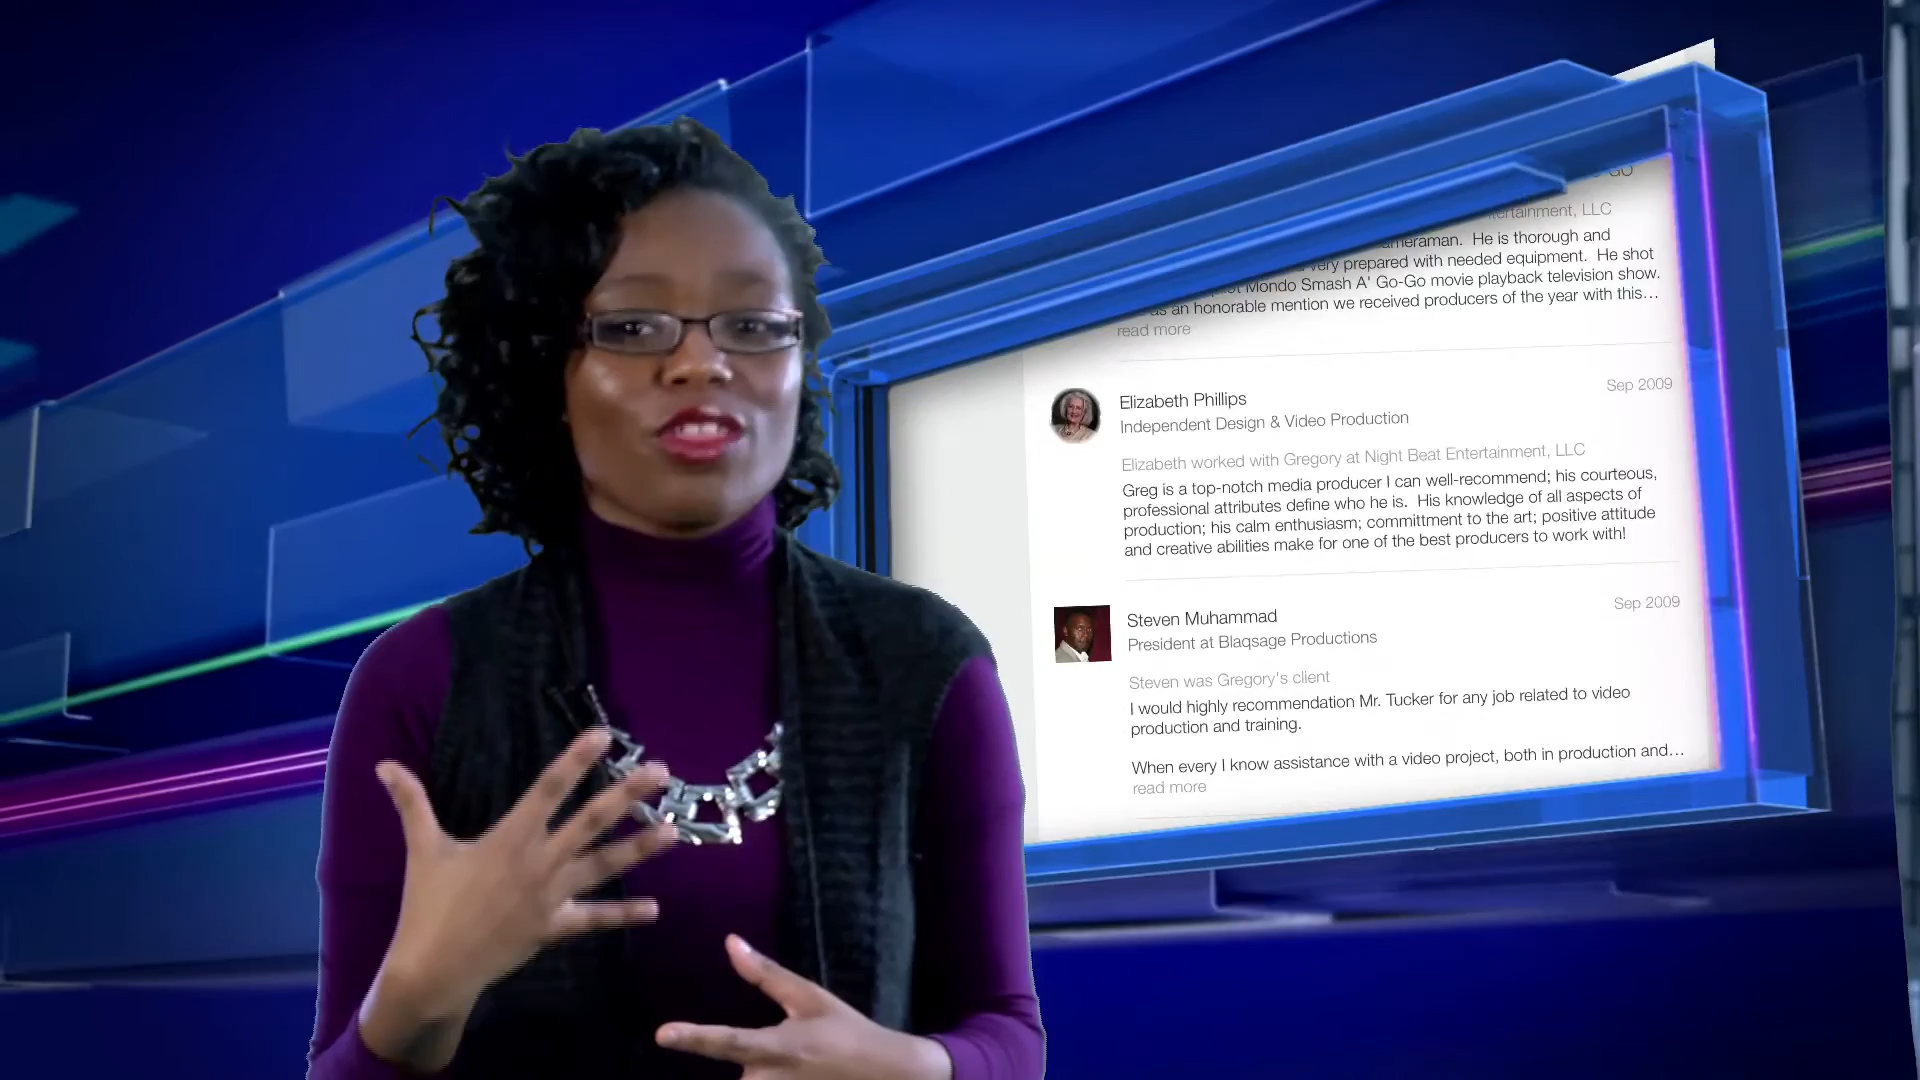 GO
ertainment, LLC
ameraman. He is thorough and
very prepared with needed equipment. He shot
ot Mondo Smash A' Go-Go movie playback television show.
as an honorable mention we received producers of the year with this...
read more
Elizabeth Phillips
Sep 2009
Independent Design & Video Production
Elizabeth worked with Gregory at Night Beat Entertainment, LLC
Greg is a top-notch media producer I can well-recommend; his courteous,
professional attributes define who he is. His knowledge of all aspects of
production; his calm enthusiasm; committment to the art; positive attitude
and creative abilities make for one of the best producers to work with!
Steven Muhammad
Sep 2009
President at Blaqsage Productions
Steven was Gregory's client
I would highly recommendation Mr. Tucker for any job related to video
production and training.
When every I know assistance with a video project, both in production and...
read more